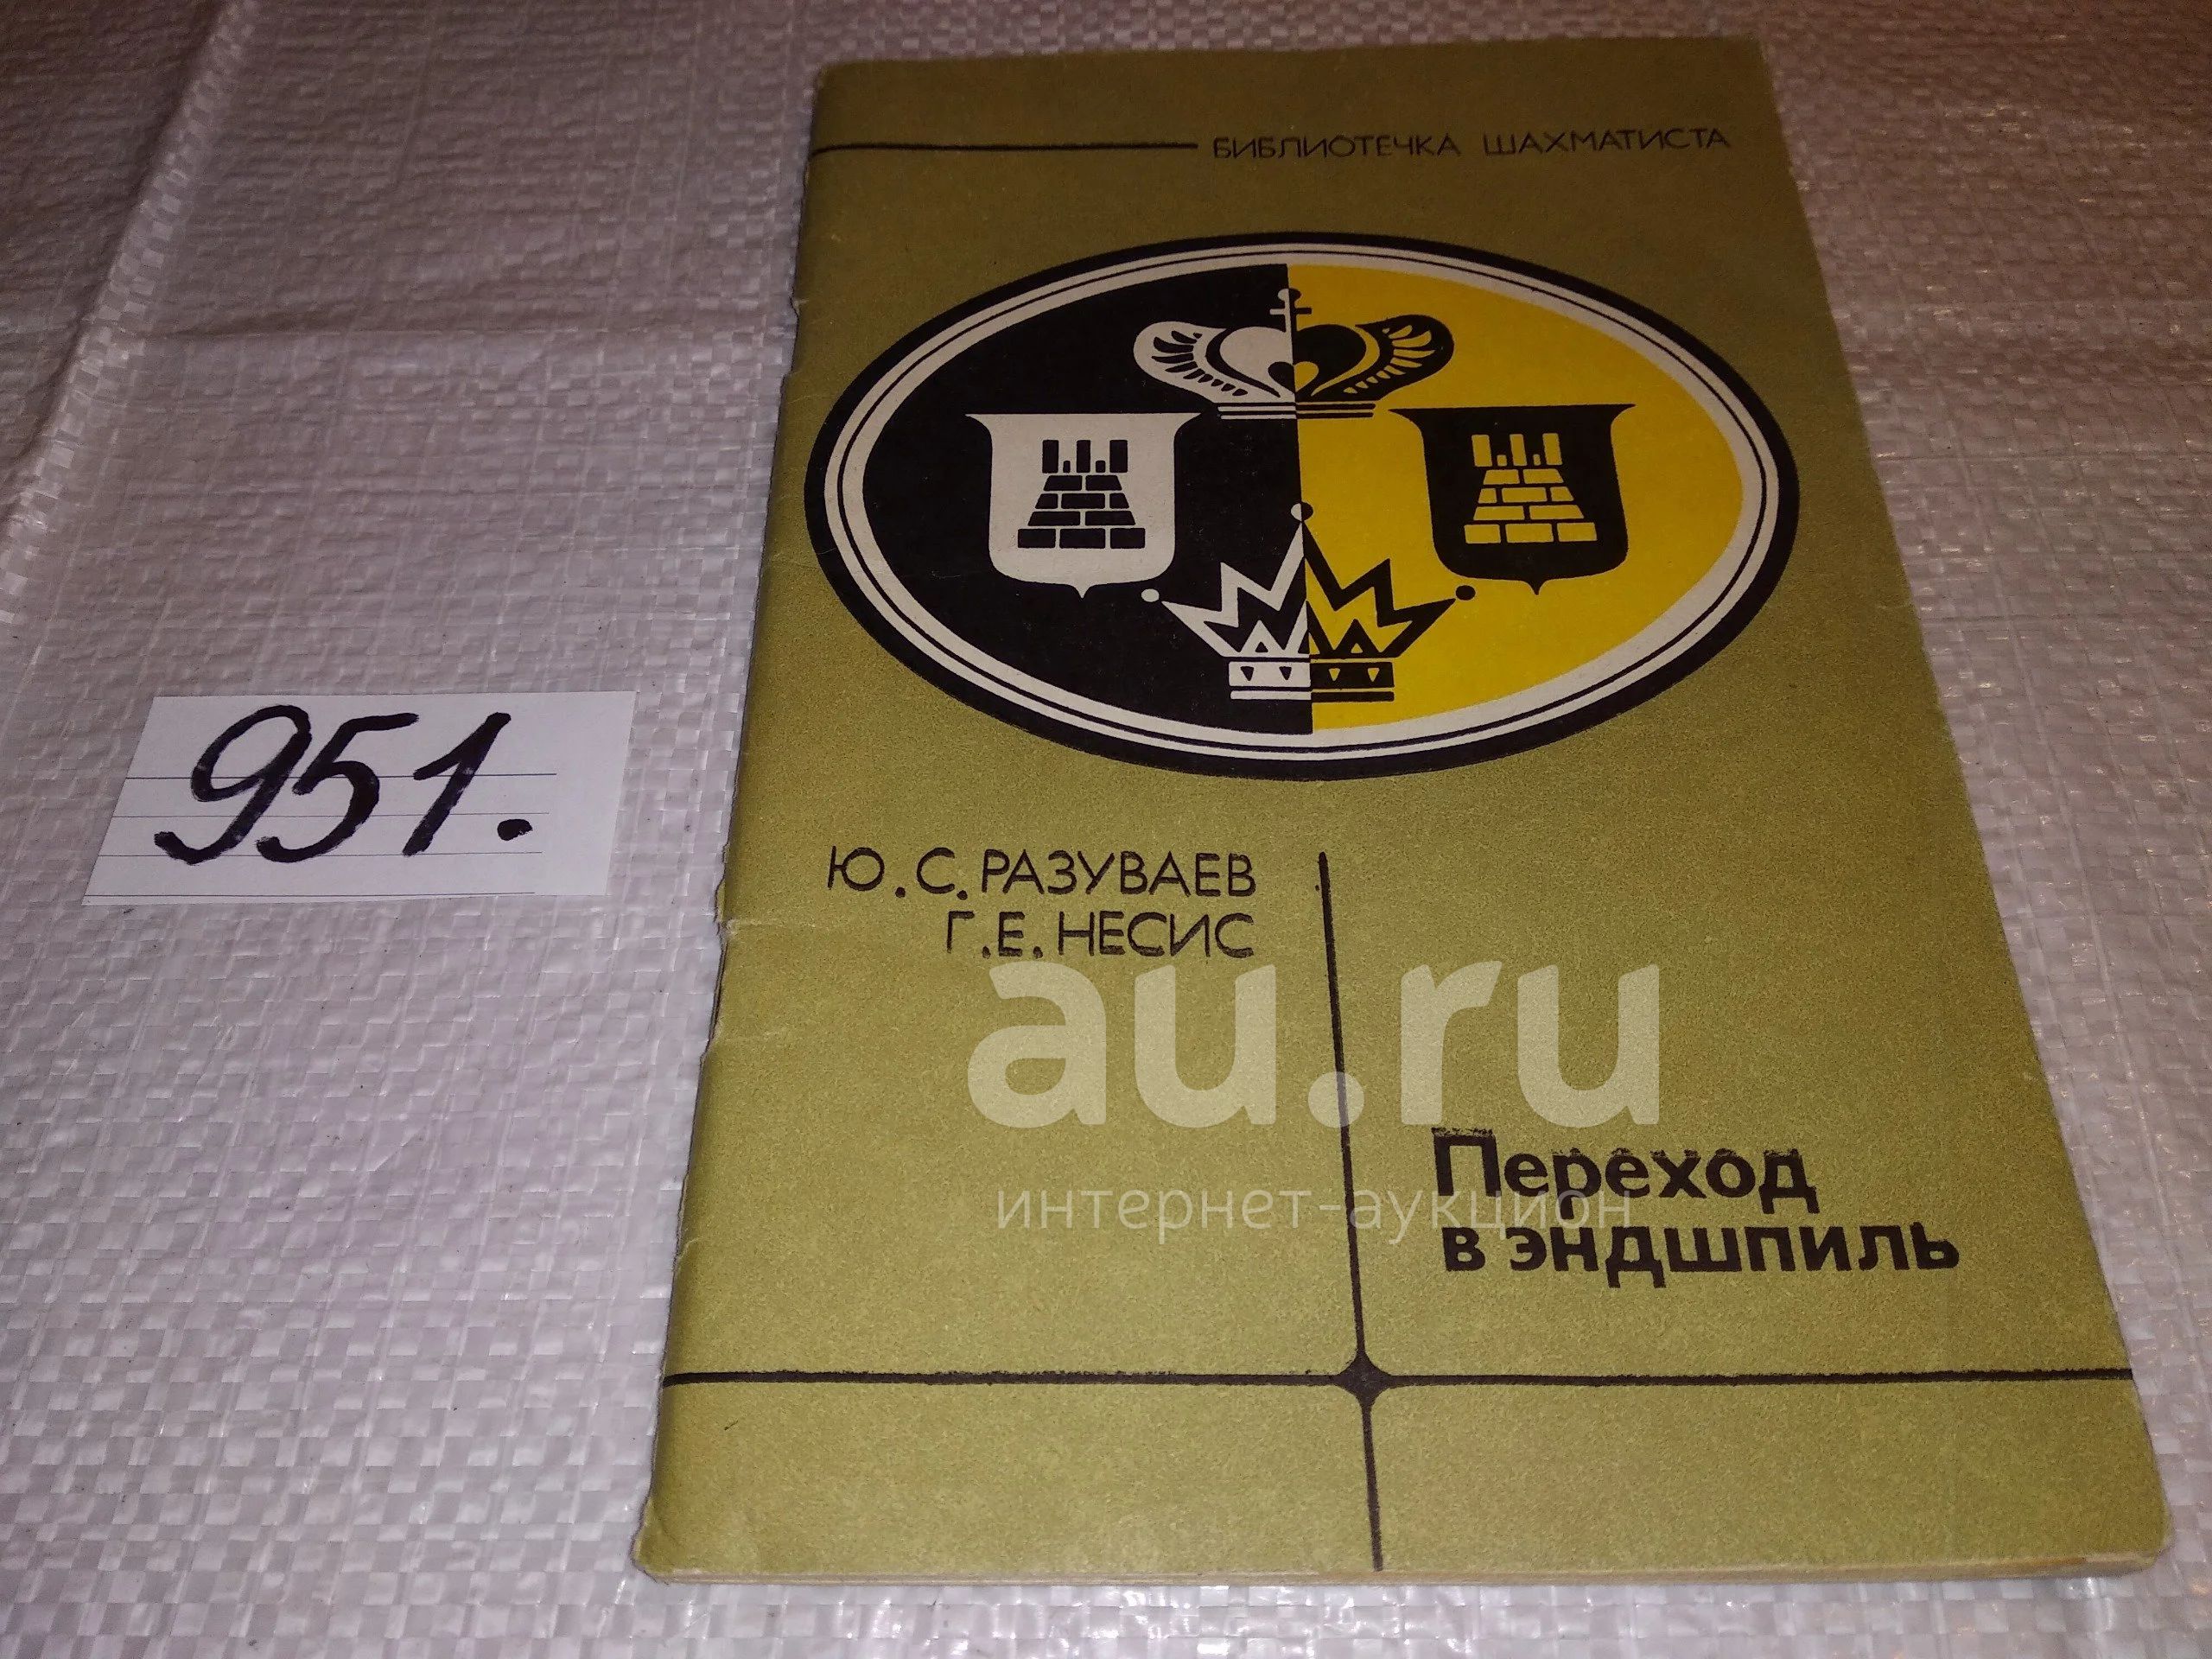 БИБЛИОТЕЧКА ШАХМАТИСТА
951.
Ю.С.РАЗУВАЕВ
Г.Е.НЕСИС
au.ru
интернет-аукцион
Переход
в эндшпиль